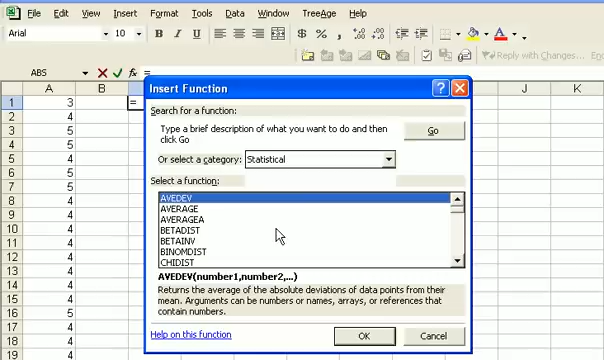 File Edit View Insert Format Tools Data Window TreeAge Help
Arial 10 B I U $ % ,
Reply with Changes...
ABS =
A B J K
1 3 =
2 4
3 5
4 5
5 4
6 5
7 5
8 4
9 4
10 4
11 4
12 4
13 4
14 4
15 4
16 5
17 4
18 4
19 4
Insert Function
Search for a function:
Type a brief description of what you want to do and then click Go
Go
Or select a category: Statistical
Select a function:
AVEDEV
AVERAGE
AVERAGEA
BETADIST
BETAINV
BINOMDIST
CHIDIST
AVEDEV(number1,number2,...)
Returns the average of the absolute deviations of data points from their
mean. Arguments can be numbers or names, arrays, or references that
contain numbers.
Help on this function
OK Cancel